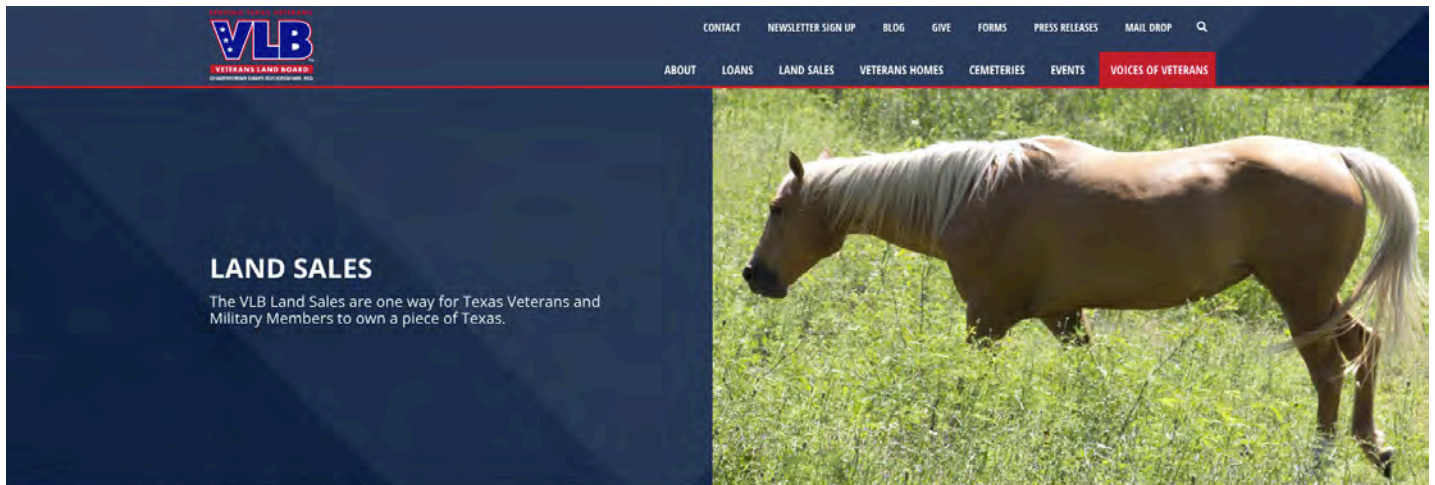 VLB
VETERANS LAND BOARD
CONTACT NEWSLETTER SIGN UP BLOG GIVE FORMS PRESS RELEASES MAIL DROP
ABOUT LOANS LAND SALES VETERANS HOMES CEMETERIES EVENTS VOICES OF VETERANS
LAND SALES
The VLB Land Sales are one way for Texas Veterans and
Military Members to own a piece of Texas.